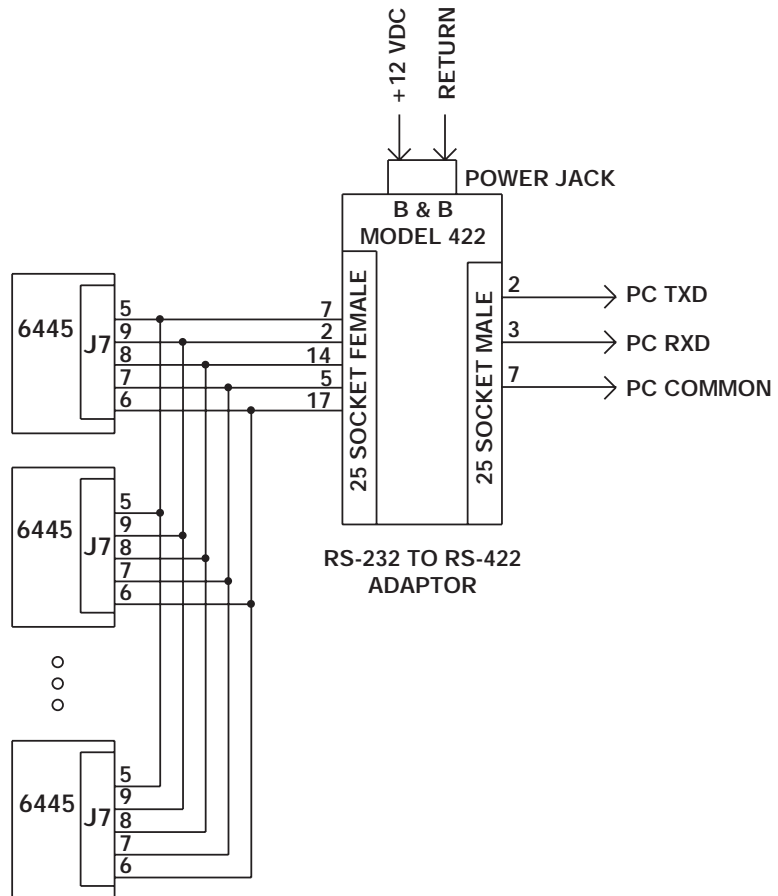 +12 VDC
RETURN
POWER JACK
B & B
MODEL 422
25 SOCKET FEMALE
25 SOCKET MALE
7
2
14
5
17
2
3
7
PC TXD
PC RXD
PC COMMON
RS-232 TO RS-422
ADAPTOR
6445
J7
5
9
8
7
6
6445
J7
5
9
8
7
6
6445
J7
5
9
8
7
6